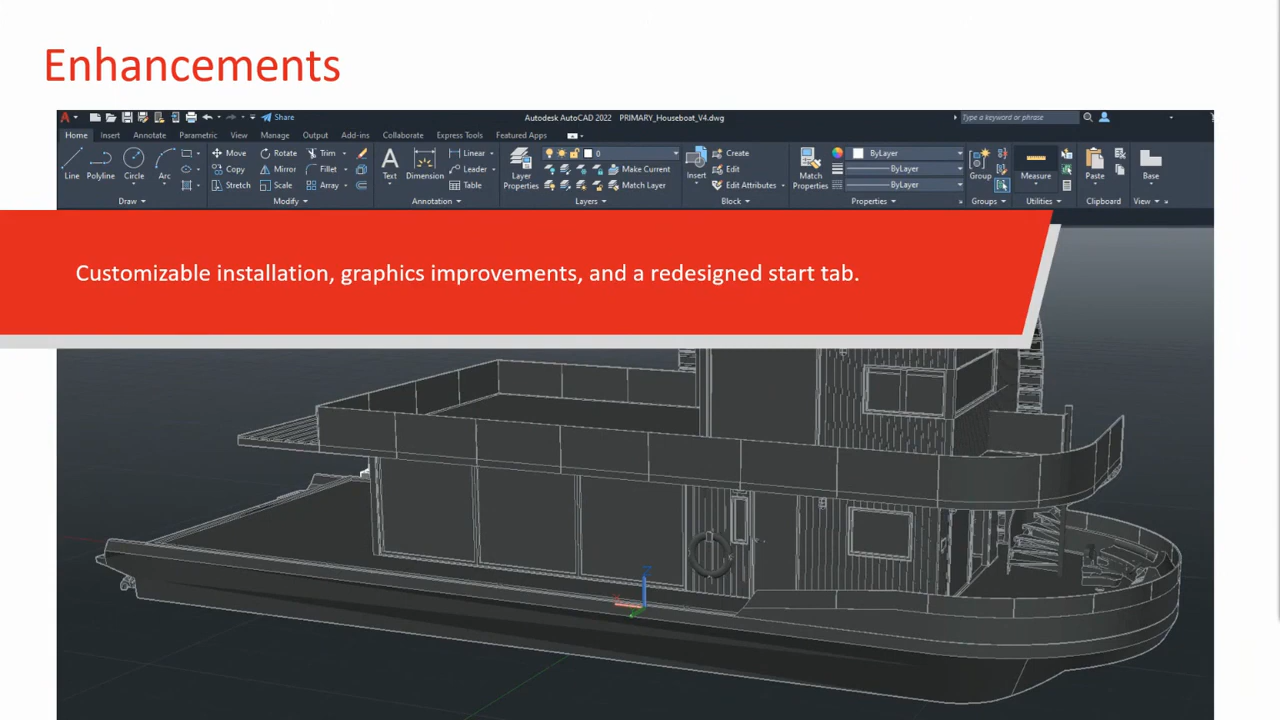 Enhancements
Share
Autodesk AutoCAD 2022 PRIMARY_Houseboat_V4.dwg
Type a keyword or phrase
Home Insert Annotate Parametric View Manage Output Add-ins Collaborate Express Tools Featured Apps
Line Polyline Circle Arc
Move Rotate Trim
Copy Mirror Fillet
Stretch Scale Array
Text Dimension
Linear
Leader
Table
Layer Properties
0
Make Current
Match Layer
Insert
Create
Edit
Edit Attributes
Match Properties
ByLayer
ByLayer
ByLayer
Group Measure Paste Base
Draw Modify Annotation Layers Block Properties Groups Utilities Clipboard View
Customizable installation, graphics improvements, and a redesigned start tab.